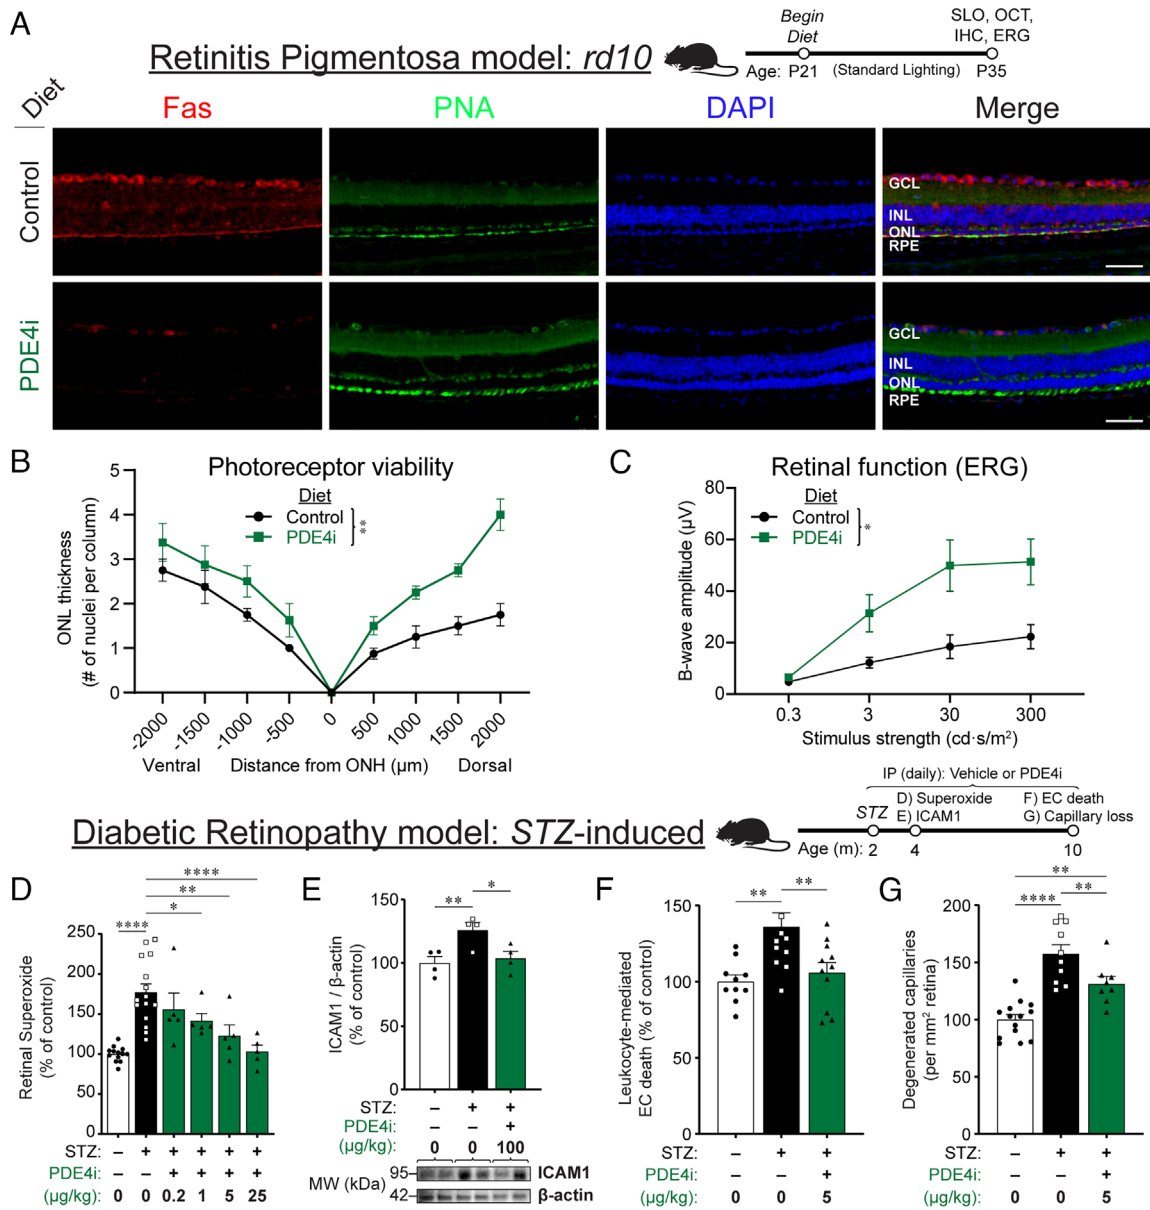 A
Retinitis Pigmentosa model: rd10
Begin
Diet
SLO, OCT,
IHC, ERG
Age: P21 (Standard Lighting) P35
Diet
Fas PNA DAPI Merge
Control
GCL
INL
ONL
RPE
PDE4i
GCL
INL
ONL
RPE
B
Photoreceptor viability
Diet
Control
PDE4i
**
ONL thickness
(# of nuclei per column)
5
4
3
2
1
0
-2000 -1500 -1000 -500 0 500 1000 1500 2000
Ventral Distance from ONH (µm) Dorsal
C
Retinal function (ERG)
Diet
Control
PDE4i
*
B-wave amplitude (µV)
80
60
40
20
0
0.3 3 30 300
Stimulus strength (cd·s/m²)
Diabetic Retinopathy model: STZ-induced
IP (daily): Vehicle or PDE4i
STZ
D) Superoxide
E) ICAM1
F) EC death
G) Capillary loss
Age (m): 2 4 10
D
****
**
*
****
Retinal Superoxide
(% of control)
250
200
150
100
50
0
STZ: – + + + + +
PDE4i: – – + + + +
(µg/kg): 0 0 0.2 1 5 25
E
** *
ICAM1 / β-actin
(% of control)
150
100
50
0
STZ: – + +
PDE4i: – – +
(µg/kg): 0 0 100
MW (kDa)
95 ICAM1
42 β-actin
F
** **
Leukocyte-mediated
EC death (% of control)
150
100
50
0
STZ: – + +
PDE4i: – – +
(µg/kg): 0 0 5
G
**
**** **
Degenerated capillaries
(per mm² retina)
200
150
100
50
0
STZ: – + +
PDE4i: – – +
(µg/kg): 0 0 5